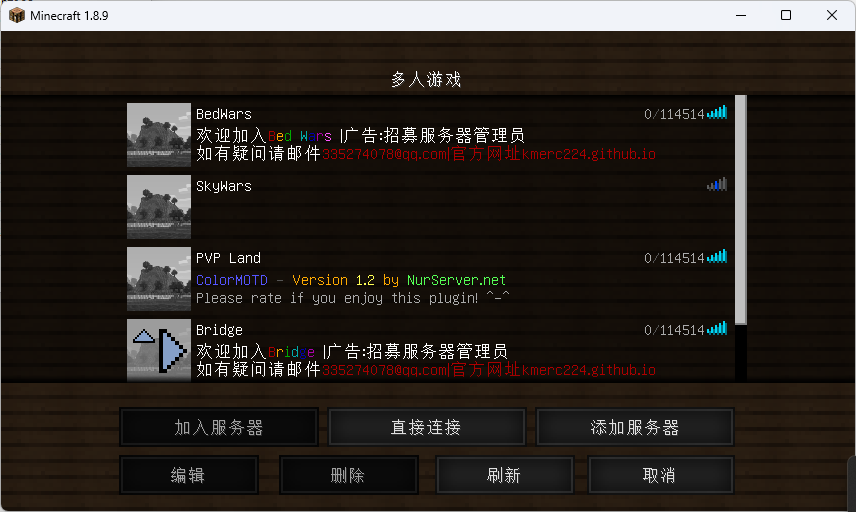 Minecraft 1.8.9
多人游戏
BedWars 0/114514
欢迎加入Bed Wars |广告:招募服务器管理员
如有疑问请邮件335274078@qq.com|官方网址kmerc224.github.io
SkyWars
PVP Land 0/114514
ColorMOTD - Version 1.2 by NurServer.net
Please rate if you enjoy this plugin! ^-^
Bridge 0/114514
欢迎加入Bridge |广告:招募服务器管理员
如有疑问请邮件335274078@qq.com|官方网址kmerc224.github.io
加入服务器 直接连接 添加服务器
编辑 删除 刷新 取消